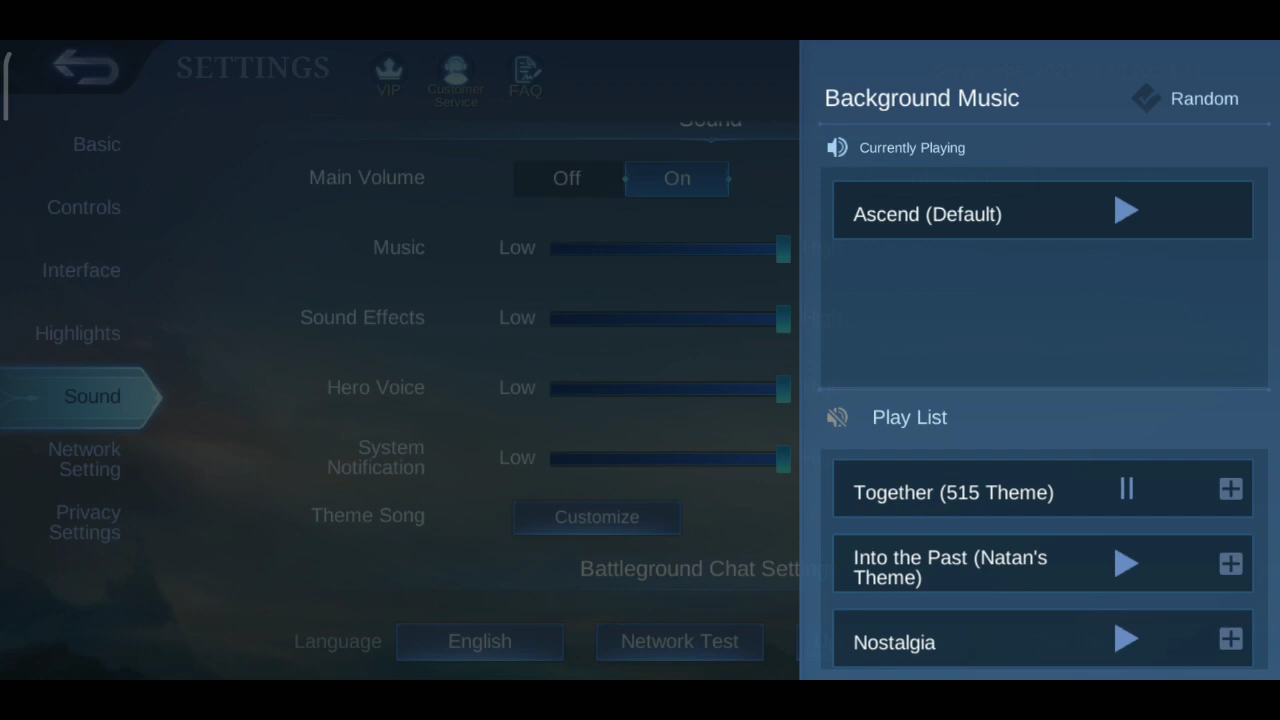 SETTINGS
VIP
Customer
Service
FAQ
Basic
Controls
Interface
Highlights
Sound
Network
Setting
Privacy
Settings
Sound
Main Volume
Off
On
Music
Low
Sound Effects
Low
Hero Voice
Low
System
Notification
Low
Theme Song
Customize
Battleground Chat Sett
Language
English
Network Test
Background Music
Random
Currently Playing
Ascend (Default)
Play List
Together (515 Theme)
Into the Past (Natan's
Theme)
Nostalgia